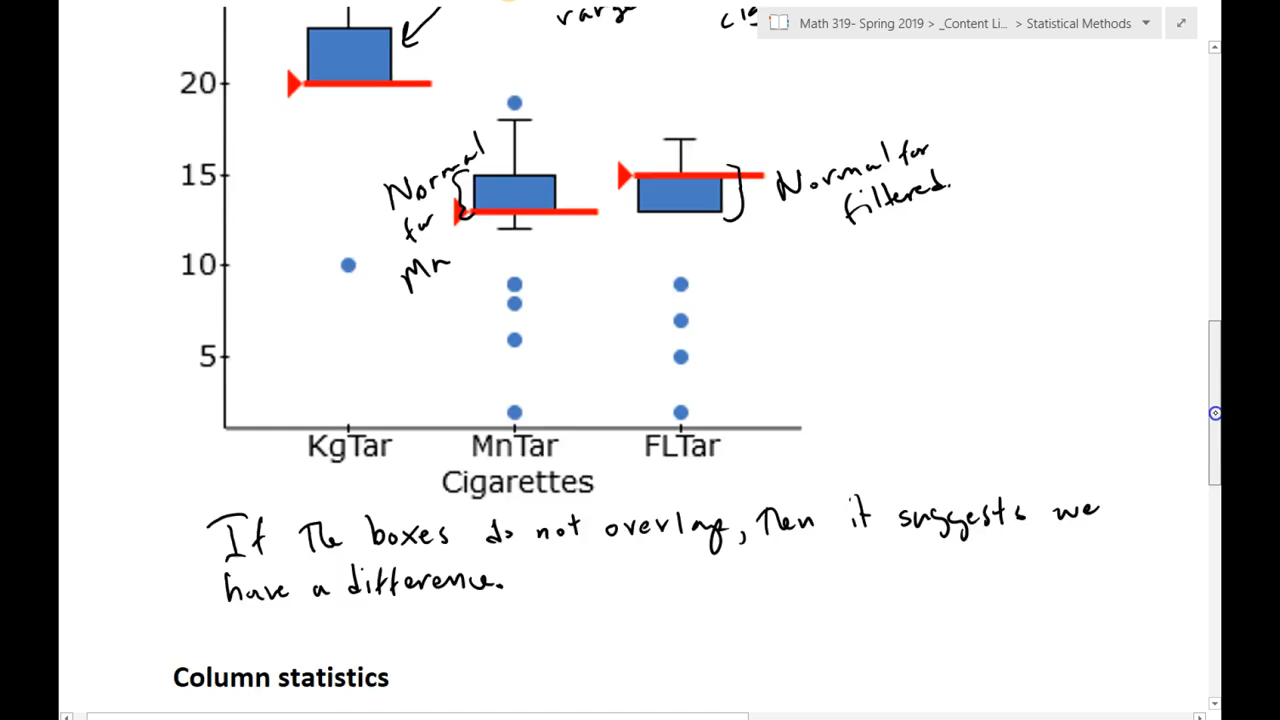 range
Math 319- Spring 2019 > _Content Li... > Statistical Methods
20
15
10
5
Normal
for
Mn
Normal for
filtered.
KgTar MnTar FLTar
Cigarettes
If the boxes do not overlap, then it suggests we
have a difference.
Column statistics